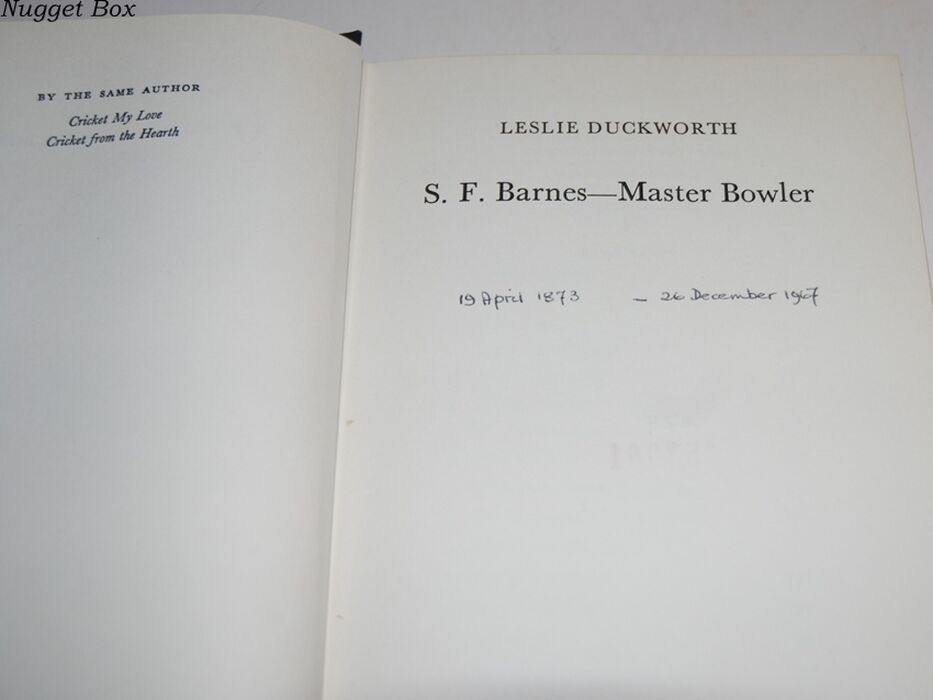 Nugget Box
BY THE SAME AUTHOR
Cricket My Love
Cricket from the Hearth
LESLIE DUCKWORTH
S. F. Barnes—Master Bowler
19 April 1873 – 26 December 1967